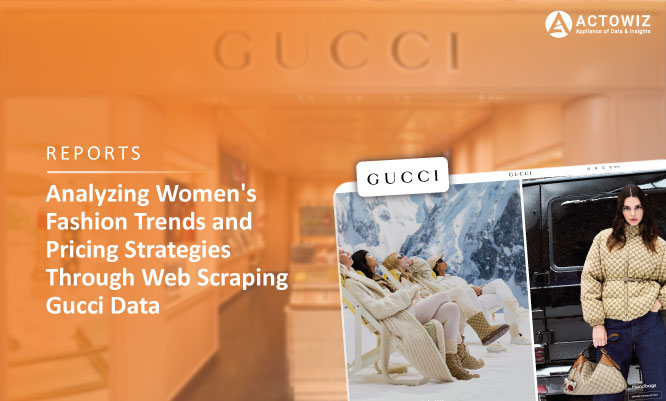 ACTOWIZ
Appliance of Data & Insights
GUCCI
REPORTS
Analyzing Women's
Fashion Trends and
Pricing Strategies
Through Web Scraping
Gucci Data
GUCCI
GUCCI
Handbags